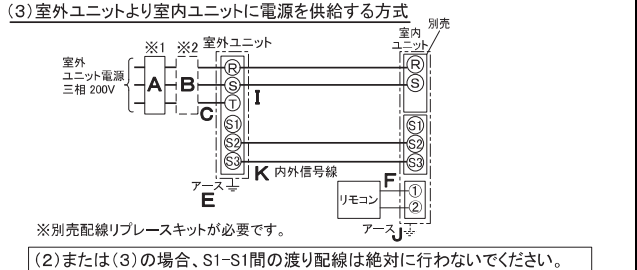 (3)室外ユニットより室内ユニットに電源を供給する方式
別売
※1 ※2 室外ユニット
室内
ユニット
室外
ユニット電源
三相 200V
A B
R S T
I
C
R S
S1 S2 S3
S1 S2 S3
K 内外信号線
アース
E
F
リモコン
① ②
アース J
※別売配線リプレースキットが必要です。
(2)または(3)の場合、S1-S1間の渡り配線は絶対に行わないでください。